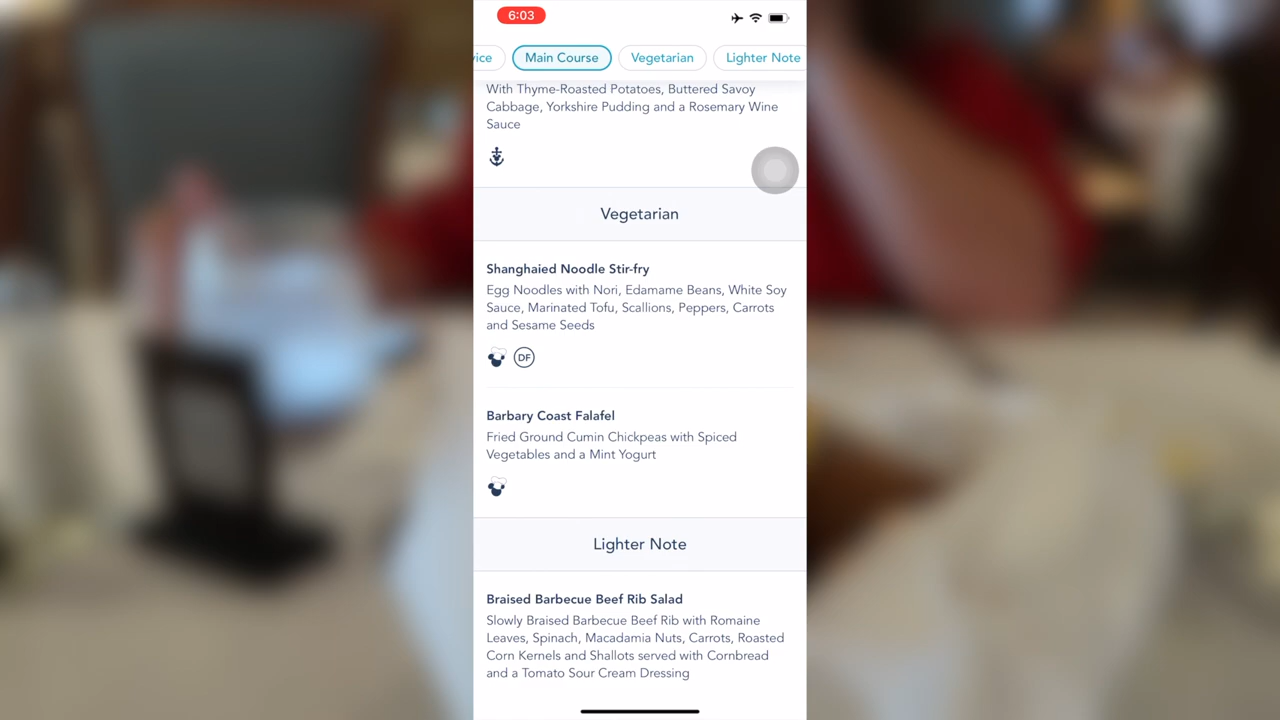 6:03
vice
Main Course
Vegetarian
Lighter Note
With Thyme-Roasted Potatoes, Buttered Savoy
Cabbage, Yorkshire Pudding and a Rosemary Wine
Sauce
Vegetarian
Shanghaied Noodle Stir-fry
Egg Noodles with Nori, Edamame Beans, White Soy
Sauce, Marinated Tofu, Scallions, Peppers, Carrots
and Sesame Seeds
DF
Barbary Coast Falafel
Fried Ground Cumin Chickpeas with Spiced
Vegetables and a Mint Yogurt
Lighter Note
Braised Barbecue Beef Rib Salad
Slowly Braised Barbecue Beef Rib with Romaine
Leaves, Spinach, Macadamia Nuts, Carrots, Roasted
Corn Kernels and Shallots served with Cornbread
and a Tomato Sour Cream Dressing